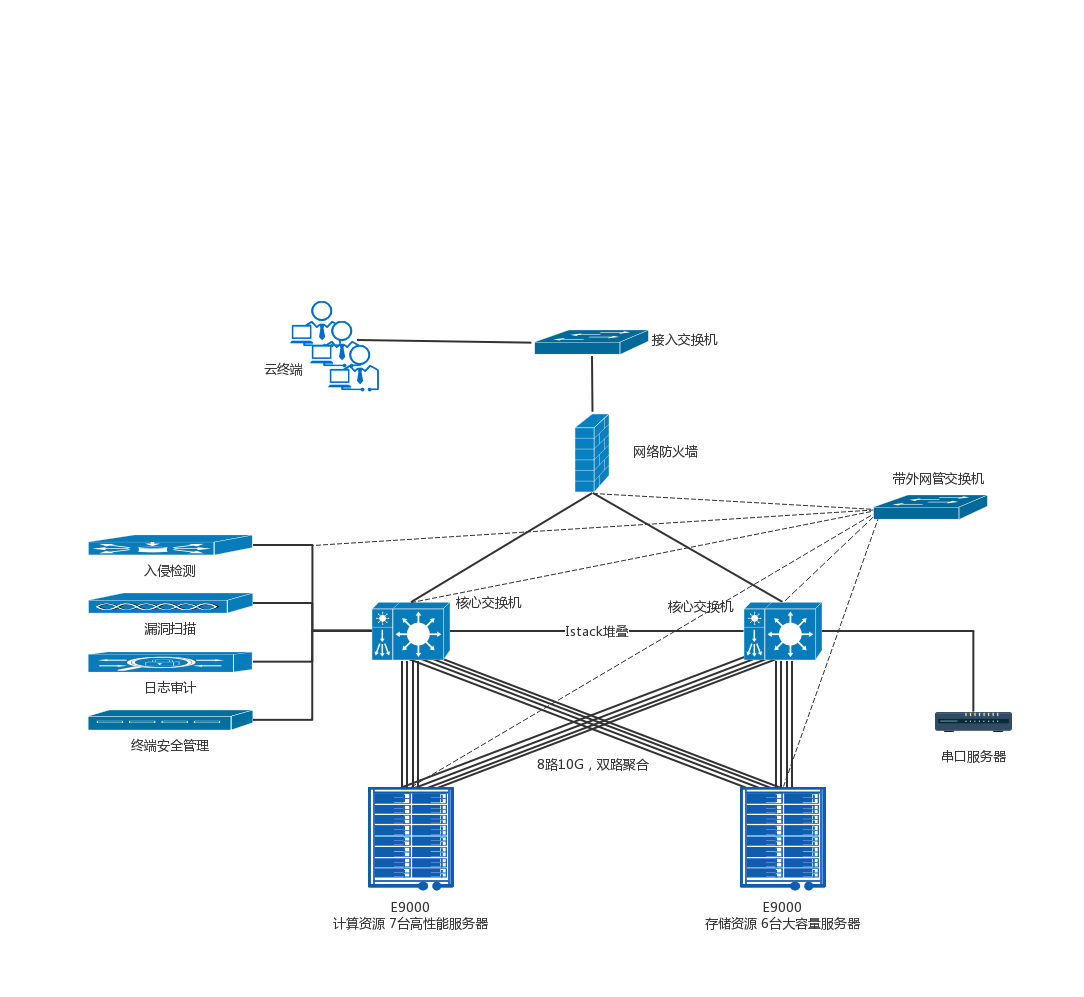 接入交换机
云终端
网络防火墙
带外网管交换机
入侵检测
核心交换机
核心交换机
漏洞扫描
Istack堆叠
日志审计
终端安全管理
串口服务器
8路10G，双路聚合
E9000
计算资源 7台高性能服务器
E9000
存储资源 6台大容量服务器